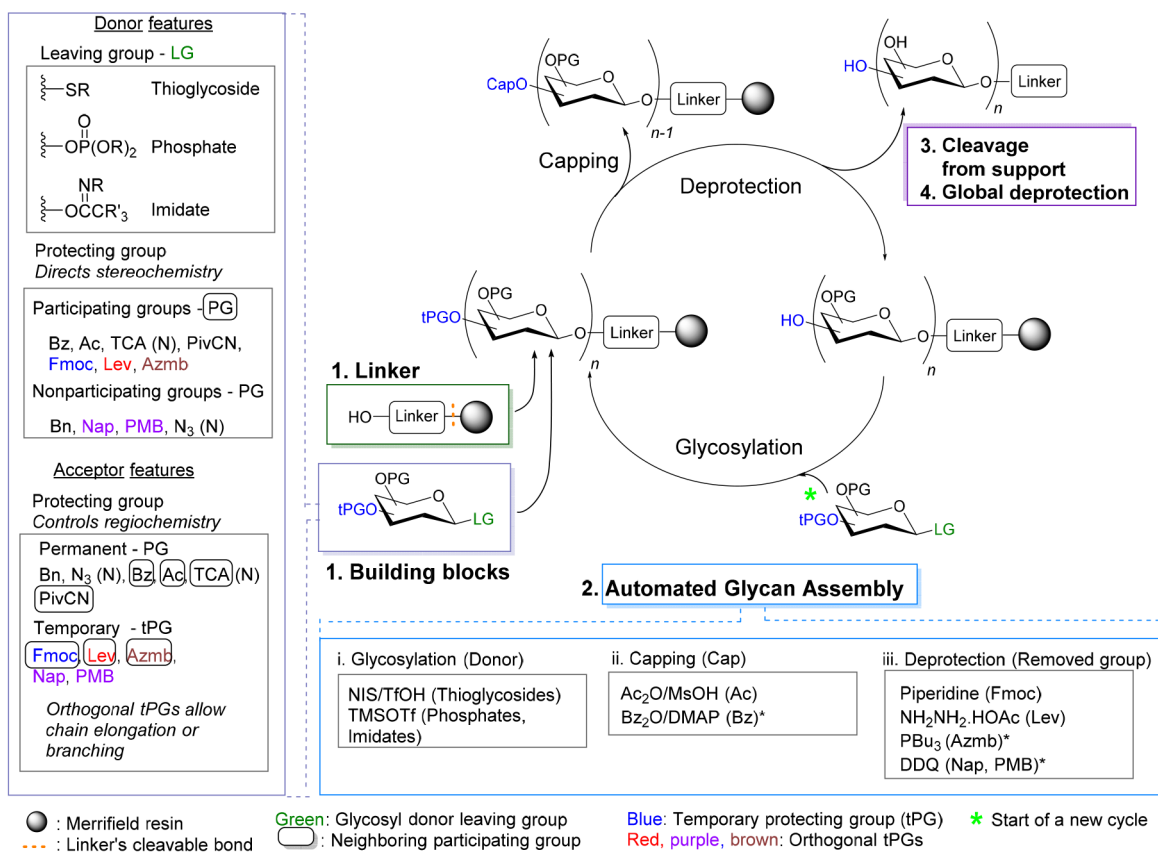 Donor features
Leaving group - LG
SR Thioglycoside
O
OP(OR)2 Phosphate
NR
OCCR'3 Imidate
Protecting group
Directs stereochemistry
Participating groups - PG
Bz, Ac, TCA (N), PivCN,
Fmoc, Lev, Azmb
Nonparticipating groups - PG
Bn, Nap, PMB, N3 (N)
Acceptor features
Protecting group
Controls regiochemistry
Permanent - PG
Bn, N3 (N), Bz, Ac, TCA (N)
PivCN
Temporary - tPG
Fmoc, Lev, Azmb,
Nap, PMB
Orthogonal tPGs allow
chain elongation or
branching
OPG
CapO
O
O
Linker
n-1
OH
HO
O
O
Linker
n
Capping
Deprotection
3. Cleavage
from support
4. Global deprotection
OPG
tPGO
O
O
Linker
n
OPG
HO
O
O
Linker
n
1. Linker
HO
Linker
Glycosylation
OPG
tPGO
O
LG
*
OPG
tPGO
O
LG
1. Building blocks
2. Automated Glycan Assembly
i. Glycosylation (Donor)
NIS/TfOH (Thioglycosides)
TMSOTf (Phosphates,
Imidates)
ii. Capping (Cap)
Ac2O/MsOH (Ac)
Bz2O/DMAP (Bz)*
iii. Deprotection (Removed group)
Piperidine (Fmoc)
NH2NH2.HOAc (Lev)
PBu3 (Azmb)*
DDQ (Nap, PMB)*
: Merrifield resin
: Linker's cleavable bond
Green: Glycosyl donor leaving group
: Neighboring participating group
Blue: Temporary protecting group (tPG)
Red, purple, brown: Orthogonal tPGs
* Start of a new cycle